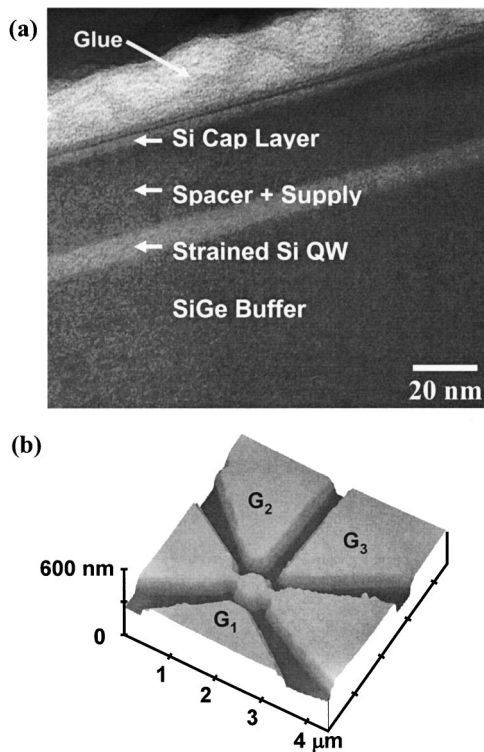 (a)
Glue
Si Cap Layer
Spacer + Supply
Strained Si QW
SiGe Buffer
20 nm
(b)
G₂
G₃
G₁
600 nm
0
1
2
3
4 μm